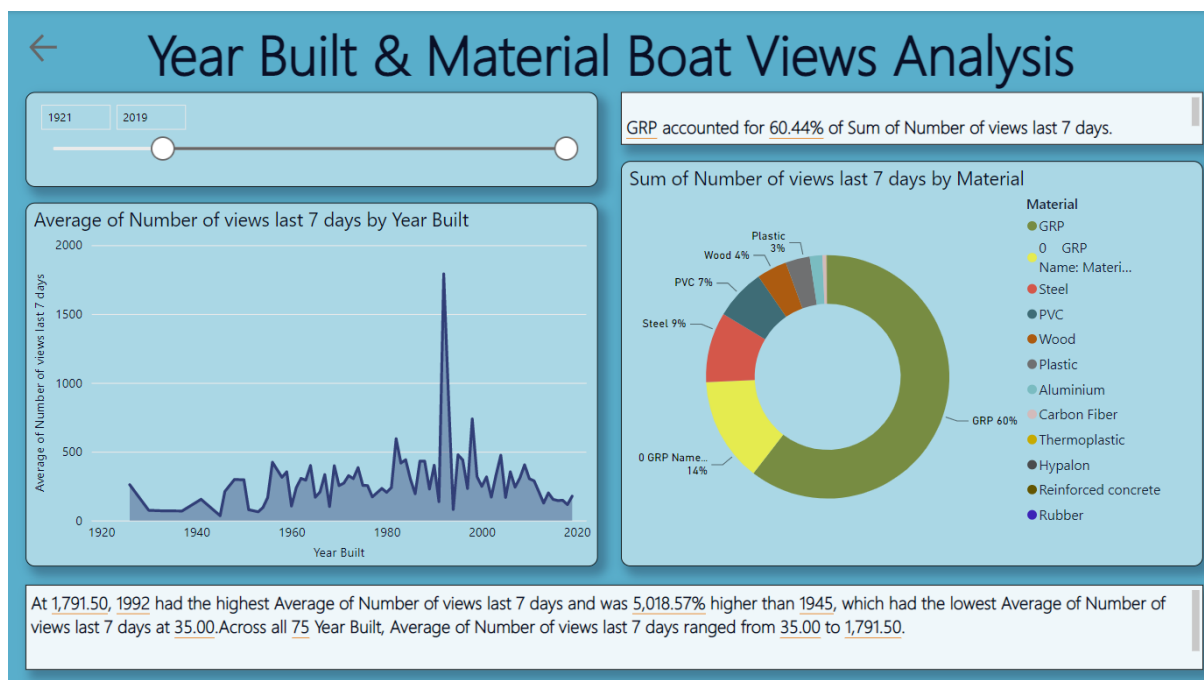 Year Built & Material Boat Views Analysis
1921
2019
GRP accounted for 60.44% of Sum of Number of views last 7 days.
Average of Number of views last 7 days by Year Built
Average of Number of views last 7 days
2000
1500
1000
500
0
1920
1940
1960
1980
2000
2020
Year Built
Sum of Number of views last 7 days by Material
Plastic
3%
Wood 4%
PVC 7%
Steel 9%
0 GRP Name...
14%
GRP 60%
Material
GRP
0 GRP
Name: Materi...
Steel
PVC
Wood
Plastic
Aluminium
Carbon Fiber
Thermoplastic
Hypalon
Reinforced concrete
Rubber
At 1,791.50, 1992 had the highest Average of Number of views last 7 days and was 5,018.57% higher than 1945, which had the lowest Average of Number of
views last 7 days at 35.00.Across all 75 Year Built, Average of Number of views last 7 days ranged from 35.00 to 1,791.50.